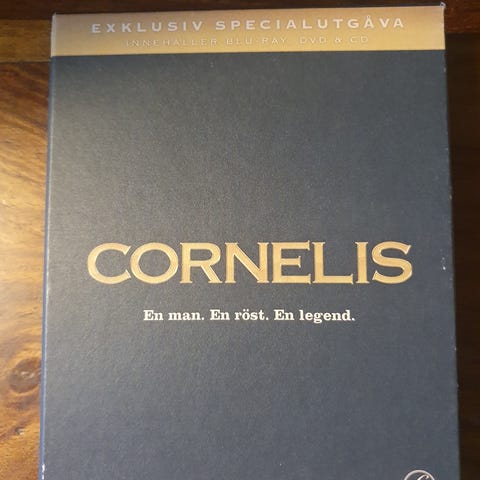 EXKLUSIV SPECIALUTGÅVA
INNEHÅLLER BLU-RAY, DVD & CD
CORNELIS
En man. En röst. En legend.